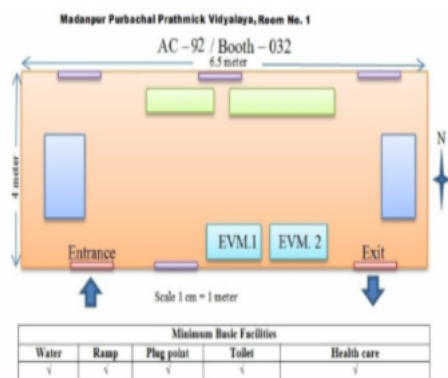 Madanpur Purbachal Prathmick Vidyalaya, Room No. 1
AC – 92 / Booth – 032
6.5 meter
4 meter
N
EVM.1 EVM. 2
Entrance Exit
Scale 1 cm = 1 meter
Minimum Basic Facilities
Water Ramp Plug point Toilet Health care
√ √ √ √ √